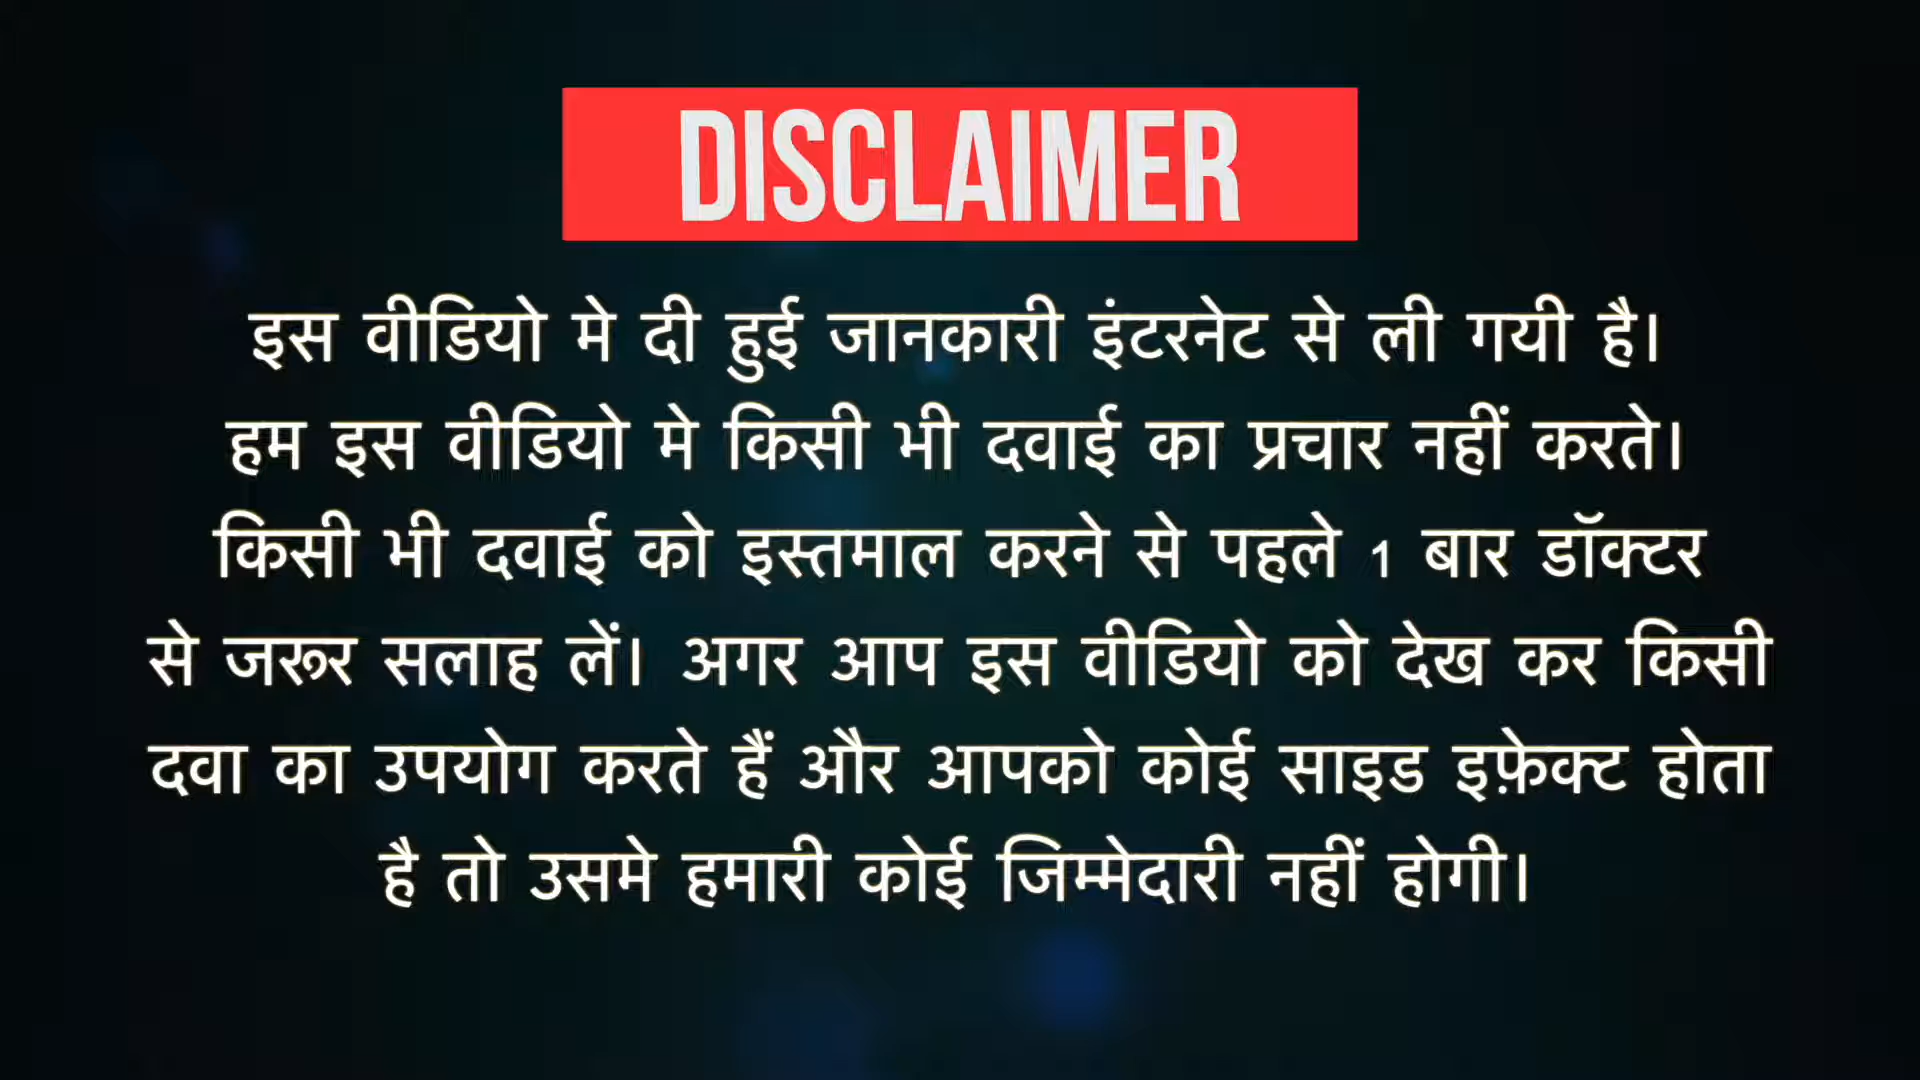 DISCLAIMER
इस वीडियो मे दी हुई जानकारी इंटरनेट से ली गयी है।
हम इस वीडियो मे किसी भी दवाई का प्रचार नहीं करते।
किसी भी दवाई को इस्तमाल करने से पहले 1 बार डॉक्टर
से जरूर सलाह लें। अगर आप इस वीडियो को देख कर किसी
दवा का उपयोग करते हैं और आपको कोई साइड इफ़ेक्ट होता
है तो उसमे हमारी कोई जिम्मेदारी नहीं होगी।